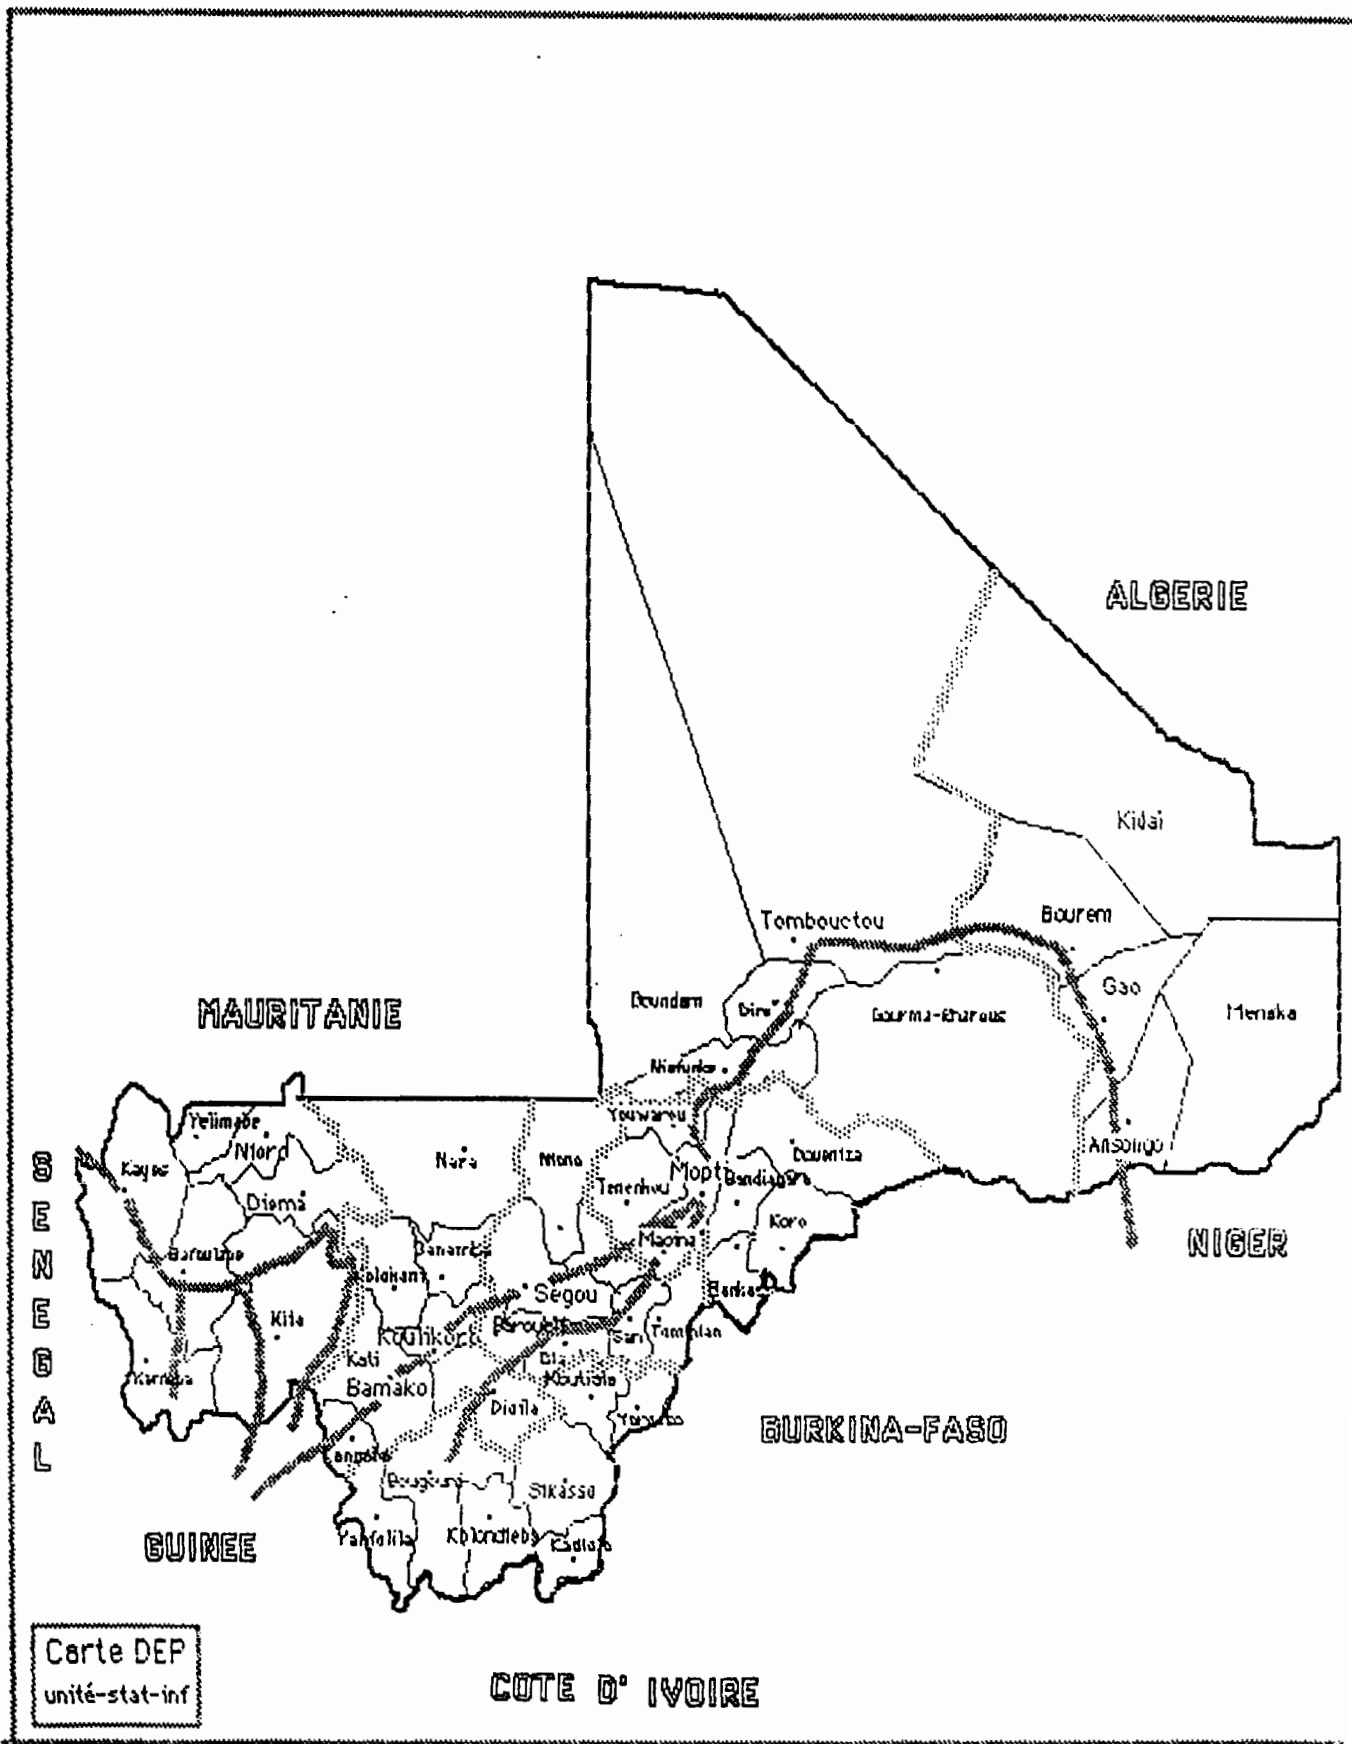 ALGERIE
Kidal
Tombouctou
Bourem
Gao
Menaka
Goundam
Dire
Gourma-Rharous
MAURITANIE
Niafunke
Youwarou
Yelimane
Nioro
Ansongo
Kayes
Nara
Niono
Douentza
Mopti
Bandiagara
Tenenkou
Diema
Koro
SENEGAL
NIGER
Macina
Banamba
Bafoulabe
Kolokani
Segou
Kita
Koulikoro
Baroueli
San
Tominian
Kati
Bla
Kenieba
Bamako
Koutiala
Dioila
Yorosso
BURKINA-FASO
Kangaba
Bougouni
Sikasso
GUINEE
Yanfolila
Kolondieba
Kadiolo
Carte DEP
unité-stat-inf
COTE D' IVOIRE